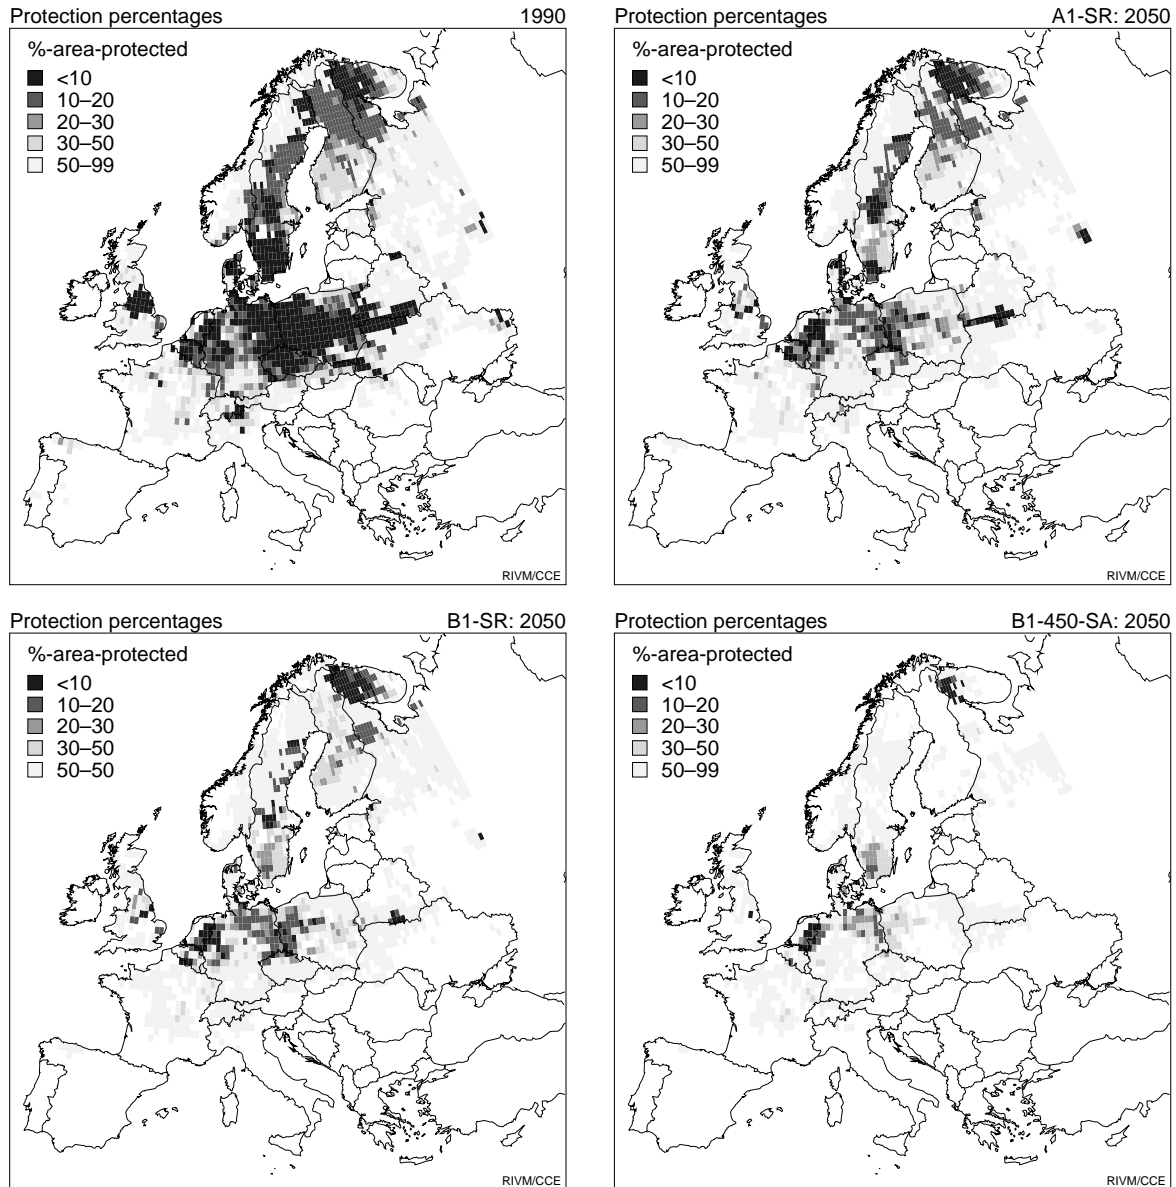 Protection percentages 1990
%-area-protected
<10
10–20
20–30
30–50
50–99
RIVM/CCE
Protection percentages A1-SR: 2050
%-area-protected
<10
10–20
20–30
30–50
50–99
RIVM/CCE
Protection percentages B1-SR: 2050
%-area-protected
<10
10–20
20–30
30–50
50–50
RIVM/CCE
Protection percentages B1-450-SA: 2050
%-area-protected
<10
10–20
20–30
30–50
50–99
RIVM/CCE